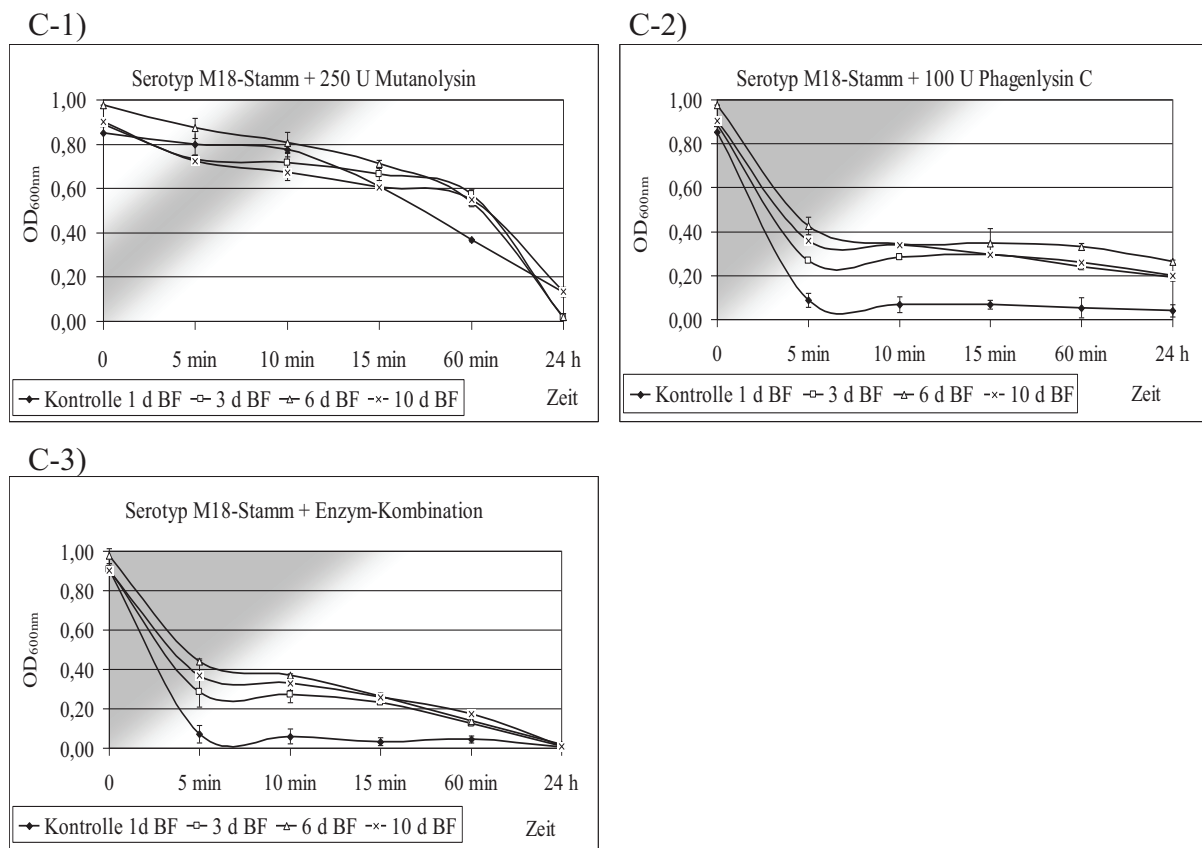 C-1)
Serotyp M18-Stamm + 250 U Mutanolysin
1,00
0,80
0,60
0,40
0,20
0,00
OD600nm
0 5 min 10 min 15 min 60 min 24 h
Kontrolle 1 d BF 3 d BF 6 d BF 10 d BF
Zeit
C-2)
Serotyp M18-Stamm + 100 U Phagenlysin C
1,00
0,80
0,60
0,40
0,20
0,00
OD600nm
0 5 min 10 min 15 min 60 min 24 h
Kontrolle 1 d BF 3 d BF 6 d BF 10 d BF
Zeit
C-3)
Serotyp M18-Stamm + Enzym-Kombination
1,00
0,80
0,60
0,40
0,20
0,00
OD600nm
0 5 min 10 min 15 min 60 min 24 h
Kontrolle 1d BF 3 d BF 6 d BF 10 d BF
Zeit